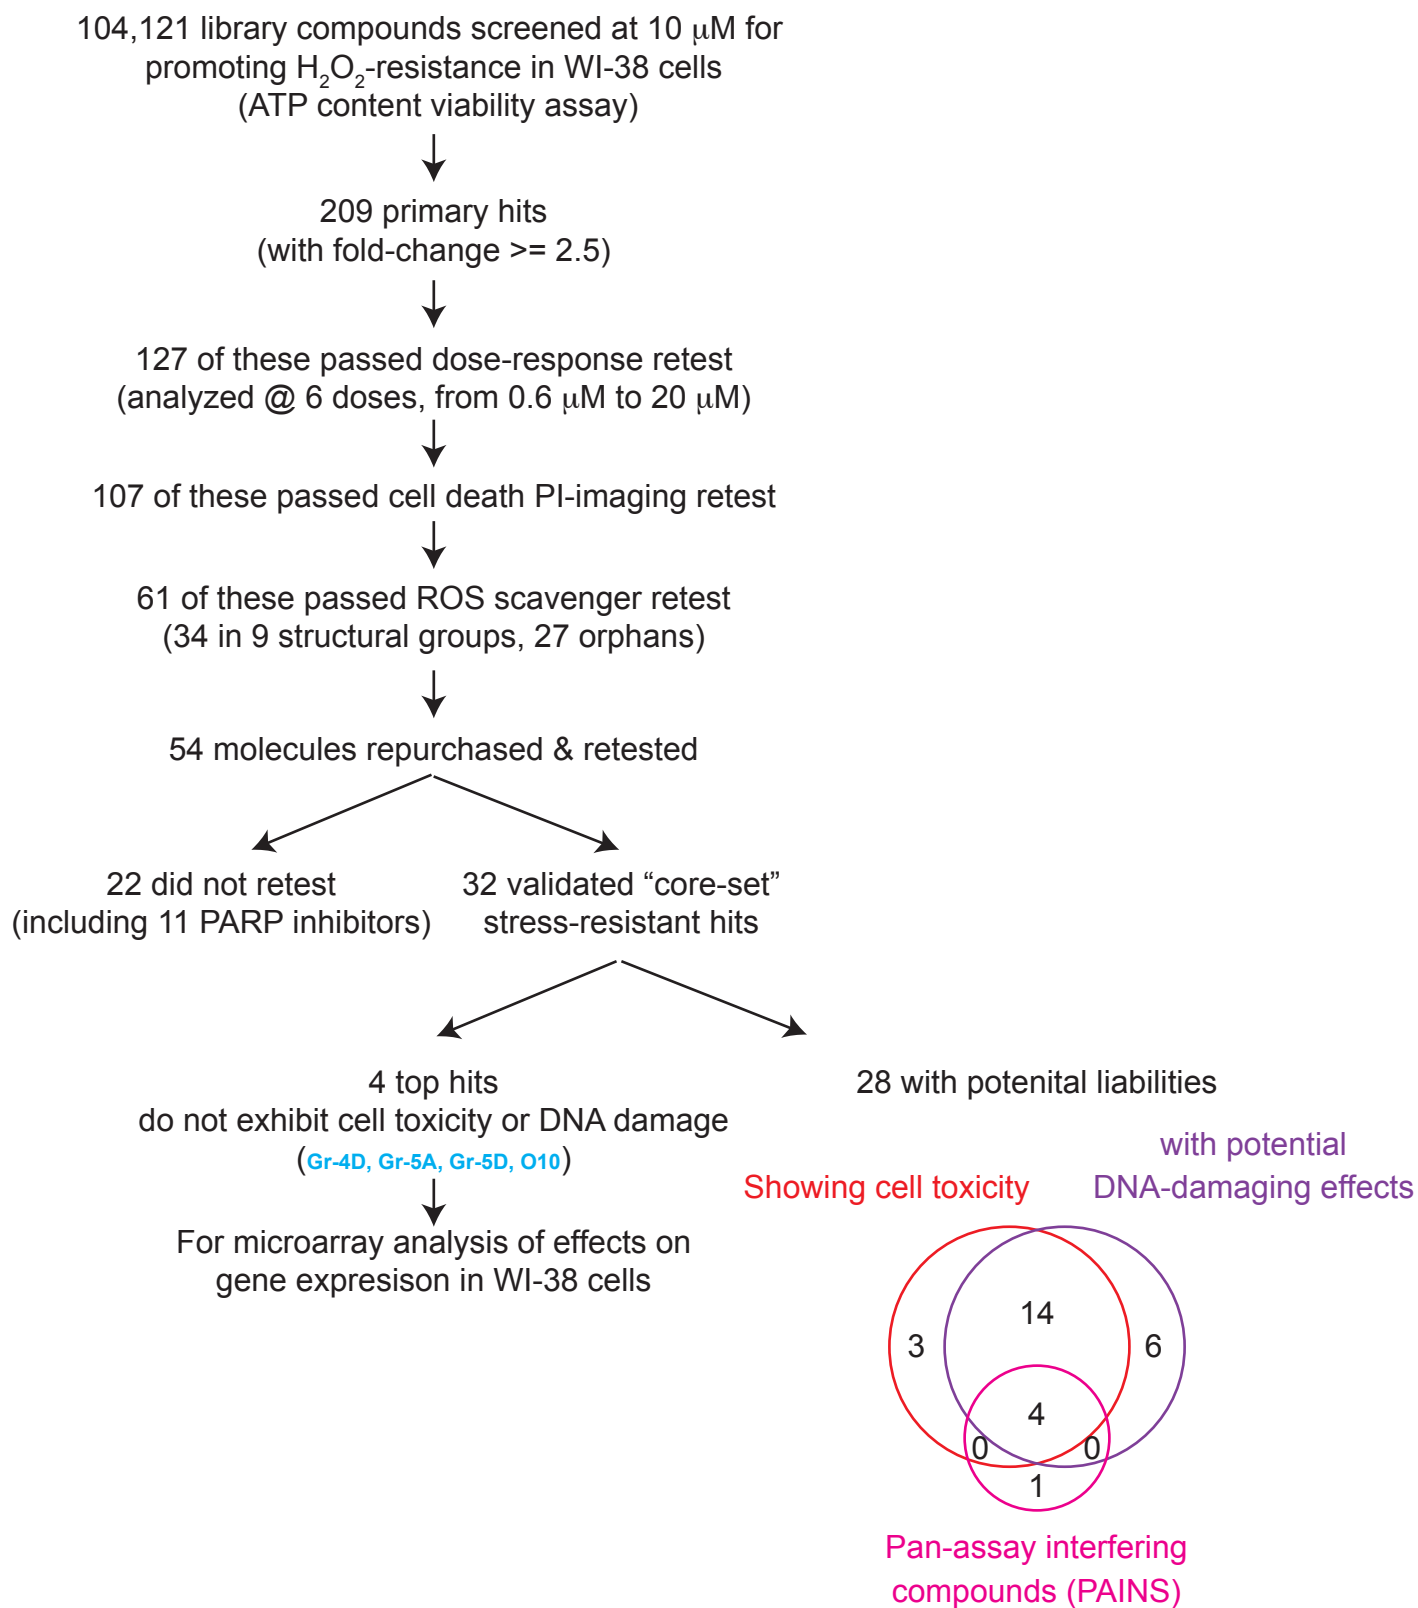 104,121 library compounds screened at 10 μM for
promoting H₂O₂-resistance in WI-38 cells
(ATP content viability assay)
209 primary hits
(with fold-change >= 2.5)
127 of these passed dose-response retest
(analyzed @ 6 doses, from 0.6 μM to 20 μM)
107 of these passed cell death PI-imaging retest
61 of these passed ROS scavenger retest
(34 in 9 structural groups, 27 orphans)
54 molecules repurchased & retested
22 did not retest
(including 11 PARP inhibitors)
32 validated “core-set”
stress-resistant hits
4 top hits
do not exhibit cell toxicity or DNA damage
(Gr-4D, Gr-5A, Gr-5D, O10)
For microarray analysis of effects on
gene expresison in WI-38 cells
28 with potenital liabilities
Showing cell toxicity
with potential
DNA-damaging effects
3
14
6
4
0
0
1
Pan-assay interfering
compounds (PAINS)